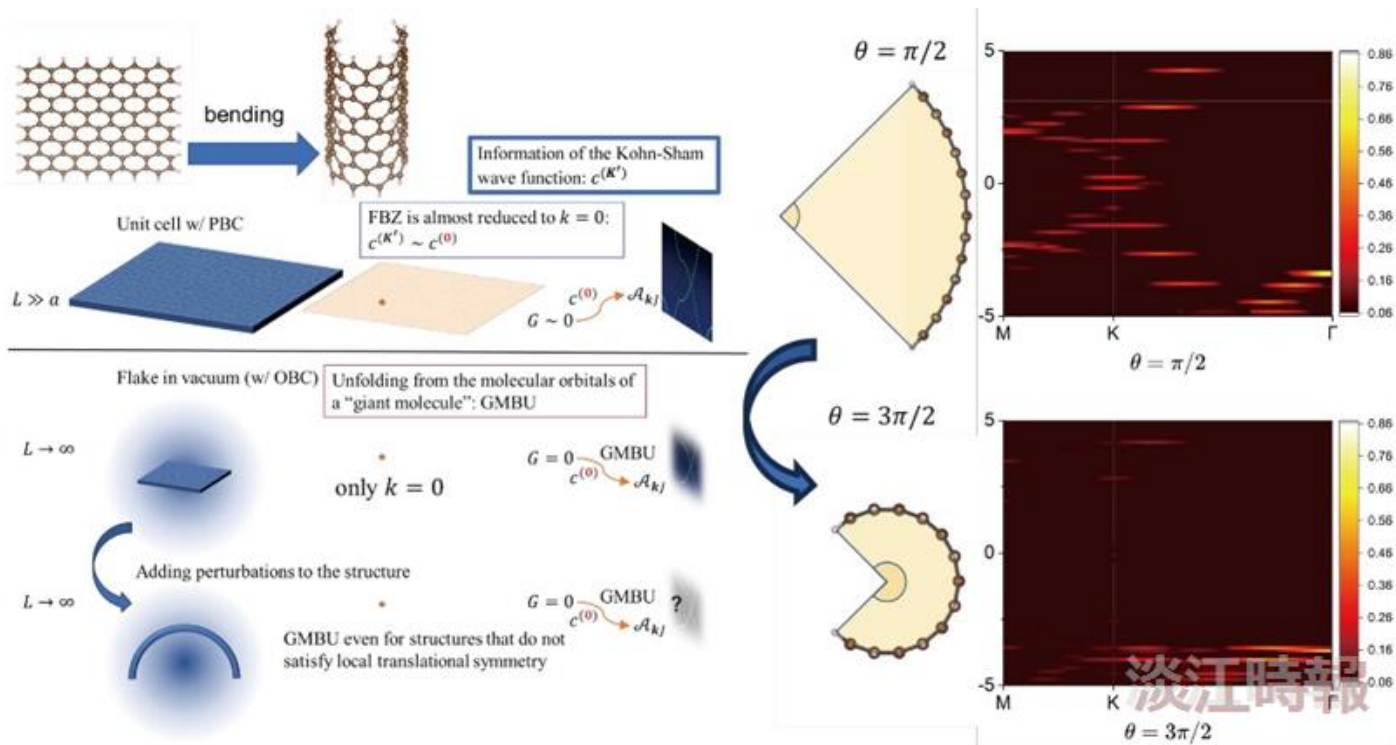 bending
Information of the Kohn-Sham
wave function: c^(K')
Unit cell w/ PBC
FBZ is almost reduced to k = 0:
c^(K') ~ c^(0)
L ≫ a
c^(0)
G ~ 0
𝒜_kj
Flake in vacuum (w/ OBC)
Unfolding from the molecular orbitals of
a “giant molecule”: GMBU
L → ∞
only k = 0
G = 0
GMBU
c^(0)
𝒜_kj
Adding perturbations to the structure
L → ∞
G = 0
GMBU
c^(0)
𝒜_kj
?
GMBU even for structures that do not
satisfy local translational symmetry
θ = π/2
θ = 3π/2
5
0
-5
M
K
Γ
0.86
0.76
0.66
0.56
0.46
0.36
0.26
0.16
0.06
θ = π/2
5
0
-5
M
K
Γ
0.86
0.76
0.66
0.56
0.46
0.36
0.26
0.16
0.06
θ = 3π/2
淡江時報